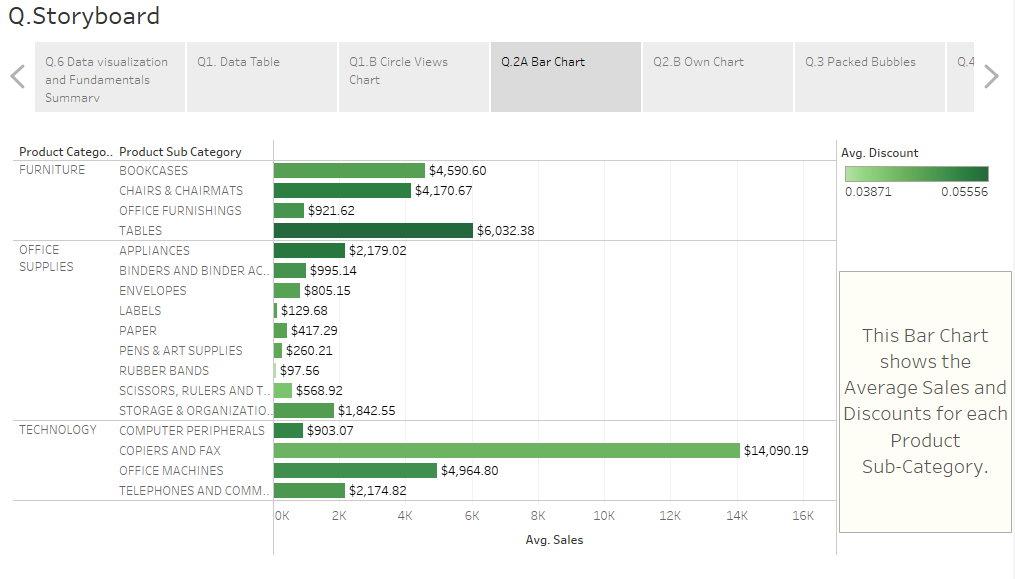 Q.Storyboard
Q.6 Data visualization
and Fundamentals
Summary
Q1. Data Table
Q1.B Circle Views
Chart
Q.2A Bar Chart
Q2.B Own Chart
Q.3 Packed Bubbles
Q.4
Product Catego.. Product Sub Category
FURNITURE BOOKCASES $4,590.60
CHAIRS & CHAIRMATS $4,170.67
OFFICE FURNISHINGS $921.62
TABLES $6,032.38
OFFICE
SUPPLIES
APPLIANCES $2,179.02
BINDERS AND BINDER AC.. $995.14
ENVELOPES $805.15
LABELS $129.68
PAPER $417.29
PENS & ART SUPPLIES $260.21
RUBBER BANDS $97.56
SCISSORS, RULERS AND T.. $568.92
STORAGE & ORGANIZATIO.. $1,842.55
TECHNOLOGY COMPUTER PERIPHERALS $903.07
COPIERS AND FAX $14,090.19
OFFICE MACHINES $4,964.80
TELEPHONES AND COMM.. $2,174.82
0K 2K 4K 6K 8K 10K 12K 14K 16K
Avg. Sales
Avg. Discount
0.03871 0.05556
This Bar Chart
shows the
Average Sales and
Discounts for each
Product
Sub-Category.